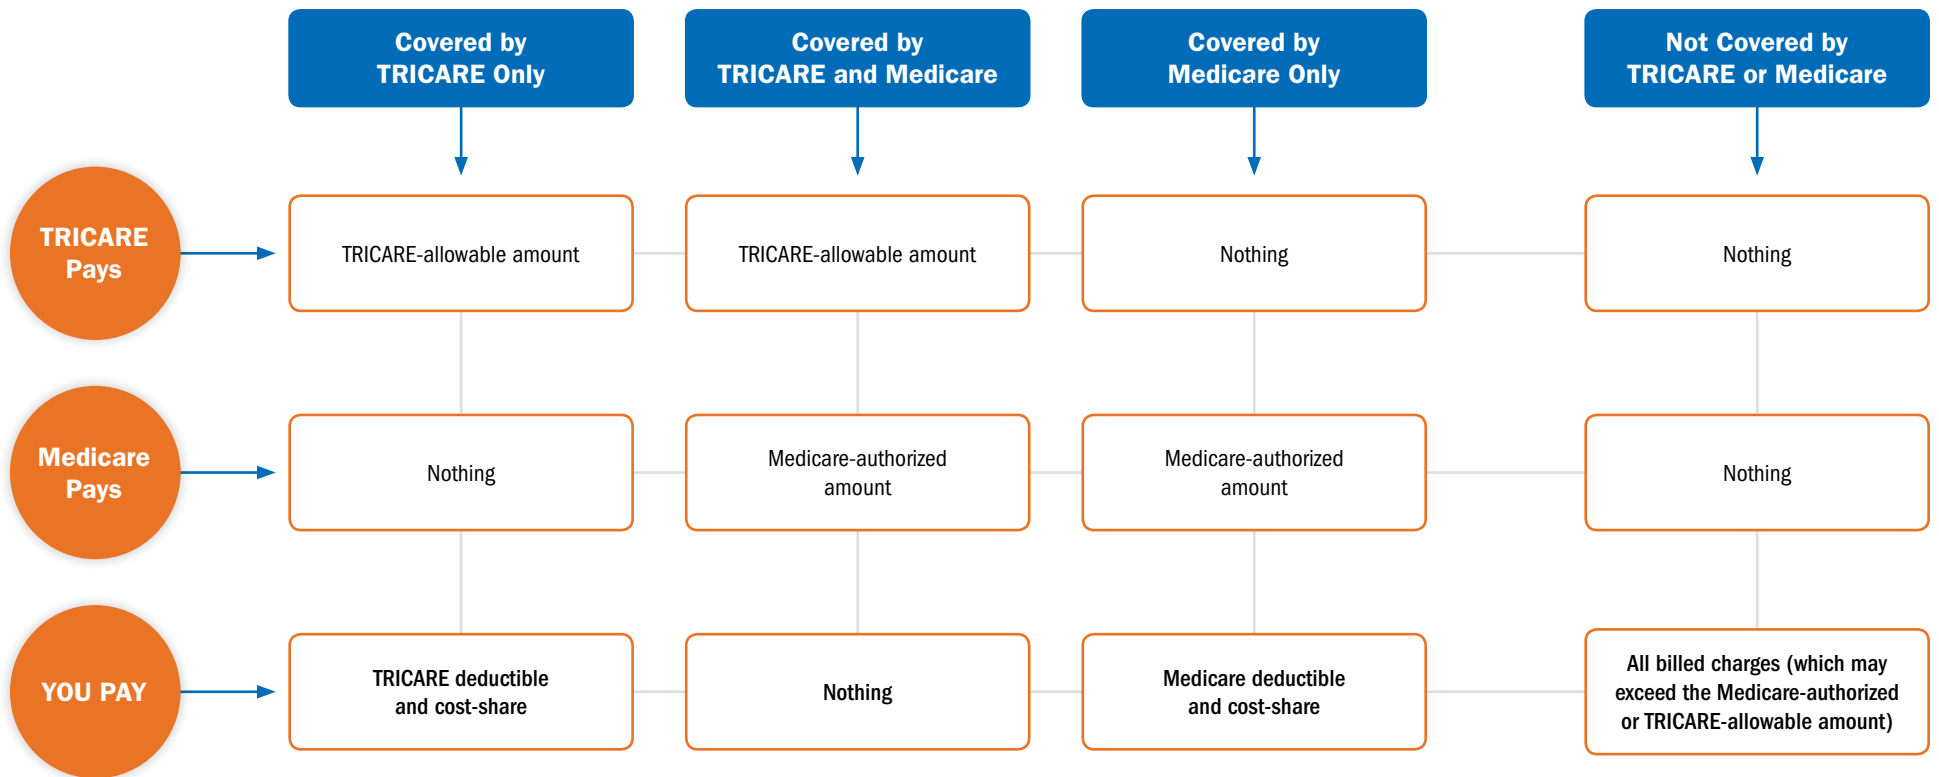 Covered by
TRICARE Only
Covered by
TRICARE and Medicare
Covered by
Medicare Only
Not Covered by
TRICARE or Medicare
TRICARE
Pays
TRICARE-allowable amount
TRICARE-allowable amount
Nothing
Nothing
Medicare
Pays
Nothing
Medicare-authorized
amount
Medicare-authorized
amount
Nothing
YOU PAY
TRICARE deductible
and cost-share
Nothing
Medicare deductible
and cost-share
All billed charges (which may
exceed the Medicare-authorized
or TRICARE-allowable amount)